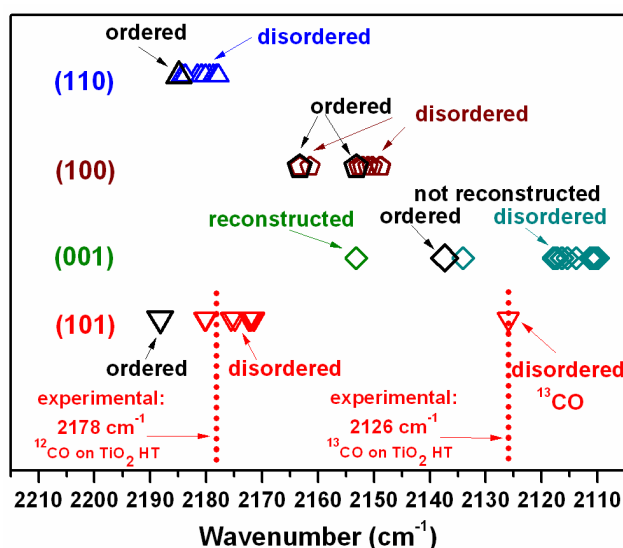 ordered
disordered
(110)
ordered
disordered
(100)
not reconstructed
reconstructed
ordered
disordered
(001)
(101)
ordered
disordered
disordered
¹³CO
experimental:
2178 cm⁻¹
¹²CO on TiO₂ HT
experimental:
2126 cm⁻¹
¹³CO on TiO₂ HT
2210 2200 2190 2180 2170 2160 2150 2140 2130 2120 2110
Wavenumber (cm⁻¹)